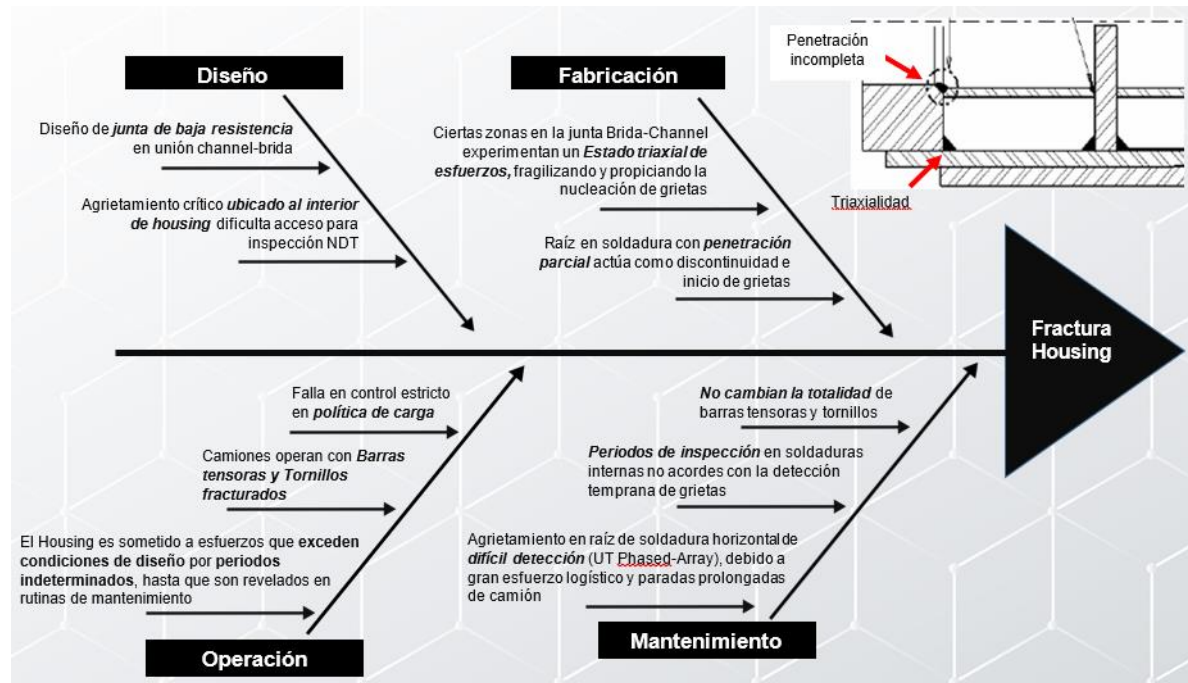 Diseño
Diseño de junta de baja resistencia
en unión channel-brida
Agrietamiento crítico ubicado al interior
de housing dificulta acceso para
inspección NDT
Fabricación
Ciertas zonas en la junta Brida-Channel
experimentan un Estado triaxial de
esfuerzos, fragilizando y propiciando la
nucleación de grietas
Raíz en soldadura con penetración
parcial actúa como discontinuidad e
inicio de grietas
Penetración
incompleta
Triaxialidad
Fractura
Housing
Falla en control estricto
en política de carga
Camiones operan con Barras
tensoras y Tornillos
fracturados
El Housing es sometido a esfuerzos que exceden
condiciones de diseño por periodos
indeterminados, hasta que son revelados en
rutinas de mantenimiento
Operación
No cambian la totalidad de
barras tensoras y tornillos
Periodos de inspección en soldaduras
internas no acordes con la detección
temprana de grietas
Agrietamiento en raíz de soldadura horizontal de
difícil detección (UT Phased-Array), debido a
gran esfuerzo logístico y paradas prolongadas
de camión
Mantenimiento